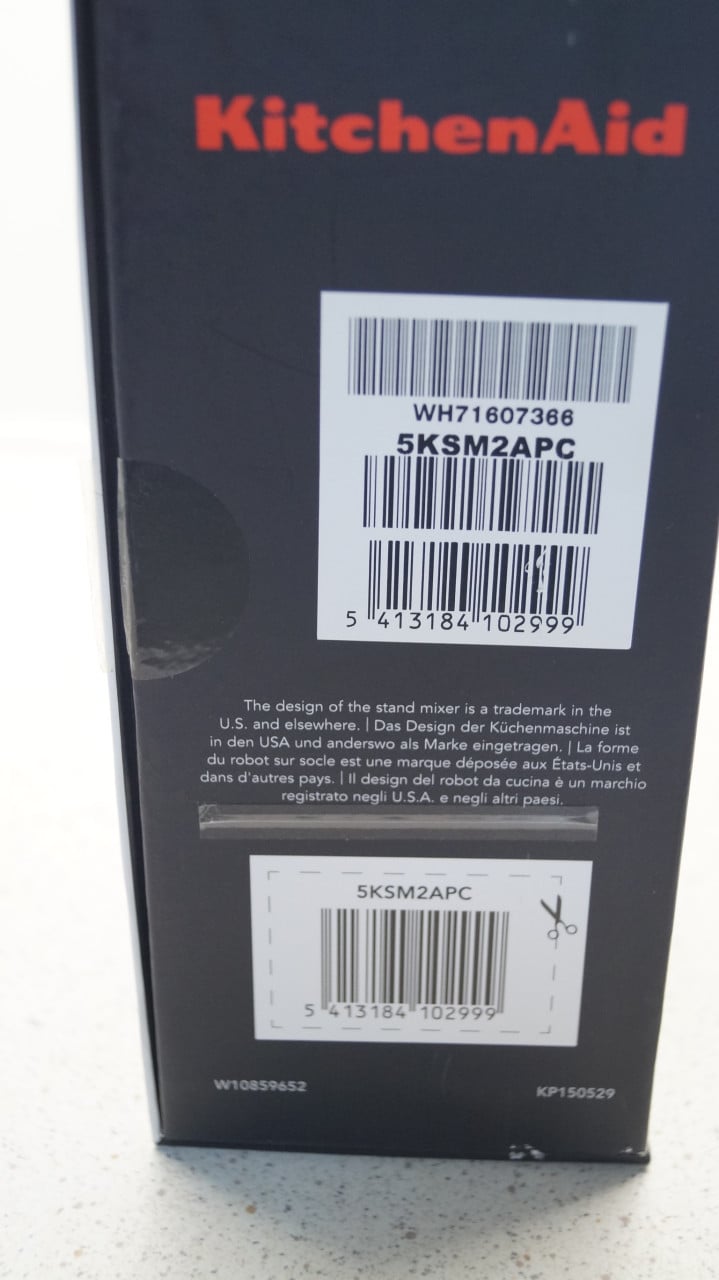 KitchenAid
WH71607366
5KSM2APC
5 413184 102999
The design of the stand mixer is a trademark in the
U.S. and elsewhere. | Das Design der Küchenmaschine ist
in den USA und anderswo als Marke eingetragen. | La forme
du robot sur socle est une marque déposée aux États-Unis et
dans d'autres pays. | Il design del robot da cucina è un marchio
registrato negli U.S.A. e negli altri paesi.
5KSM2APC
5 413184 102999
W10859652
KP150529